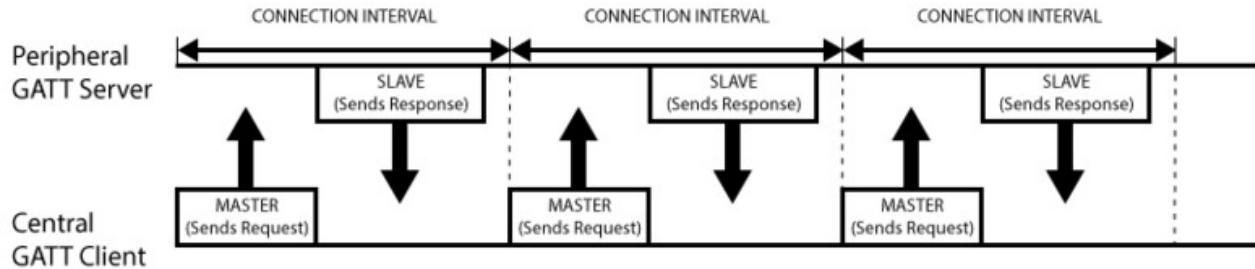 CONNECTION INTERVAL
CONNECTION INTERVAL
CONNECTION INTERVAL
Peripheral
GATT Server
SLAVE
(Sends Response)
SLAVE
(Sends Response)
SLAVE
(Sends Response)
MASTER
(Sends Request)
MASTER
(Sends Request)
MASTER
(Sends Request)
Central
GATT Client